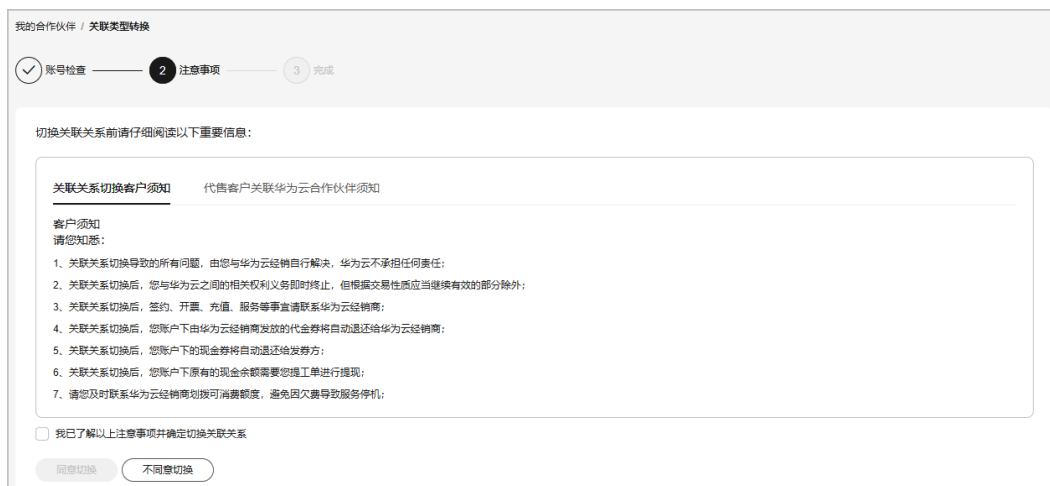 我的合作伙伴 / 关联类型转换
账号检查 2 注意事项 3 完成
切换关联关系前请仔细阅读以下重要信息：
关联关系切换客户须知 代售客户关联华为云合作伙伴须知
客户须知
请您知悉：
1、关联关系切换导致的所有问题，由您与华为云经销自行解决，华为云不承担任何责任；
2、关联关系切换后，您与华为云之间的相关权利义务即时终止，但根据交易性质应当继续有效的部分除外；
3、关联关系切换后，签约、开票、充值、服务等事宜请联系华为云经销商；
4、关联关系切换后，您账户下由华为云经销商发放的代金券将自动退还给华为云经销商；
5、关联关系切换后，您账户下的现金券将自动退还给发券方；
6、关联关系切换后，您账户下原有的现金余额需要您提工单进行提现；
7、请您及时联系华为云经销商划拨可消费额度，避免因欠费导致服务停机；
我已了解以上注意事项并确定切换关联关系
同意切换 不同意切换